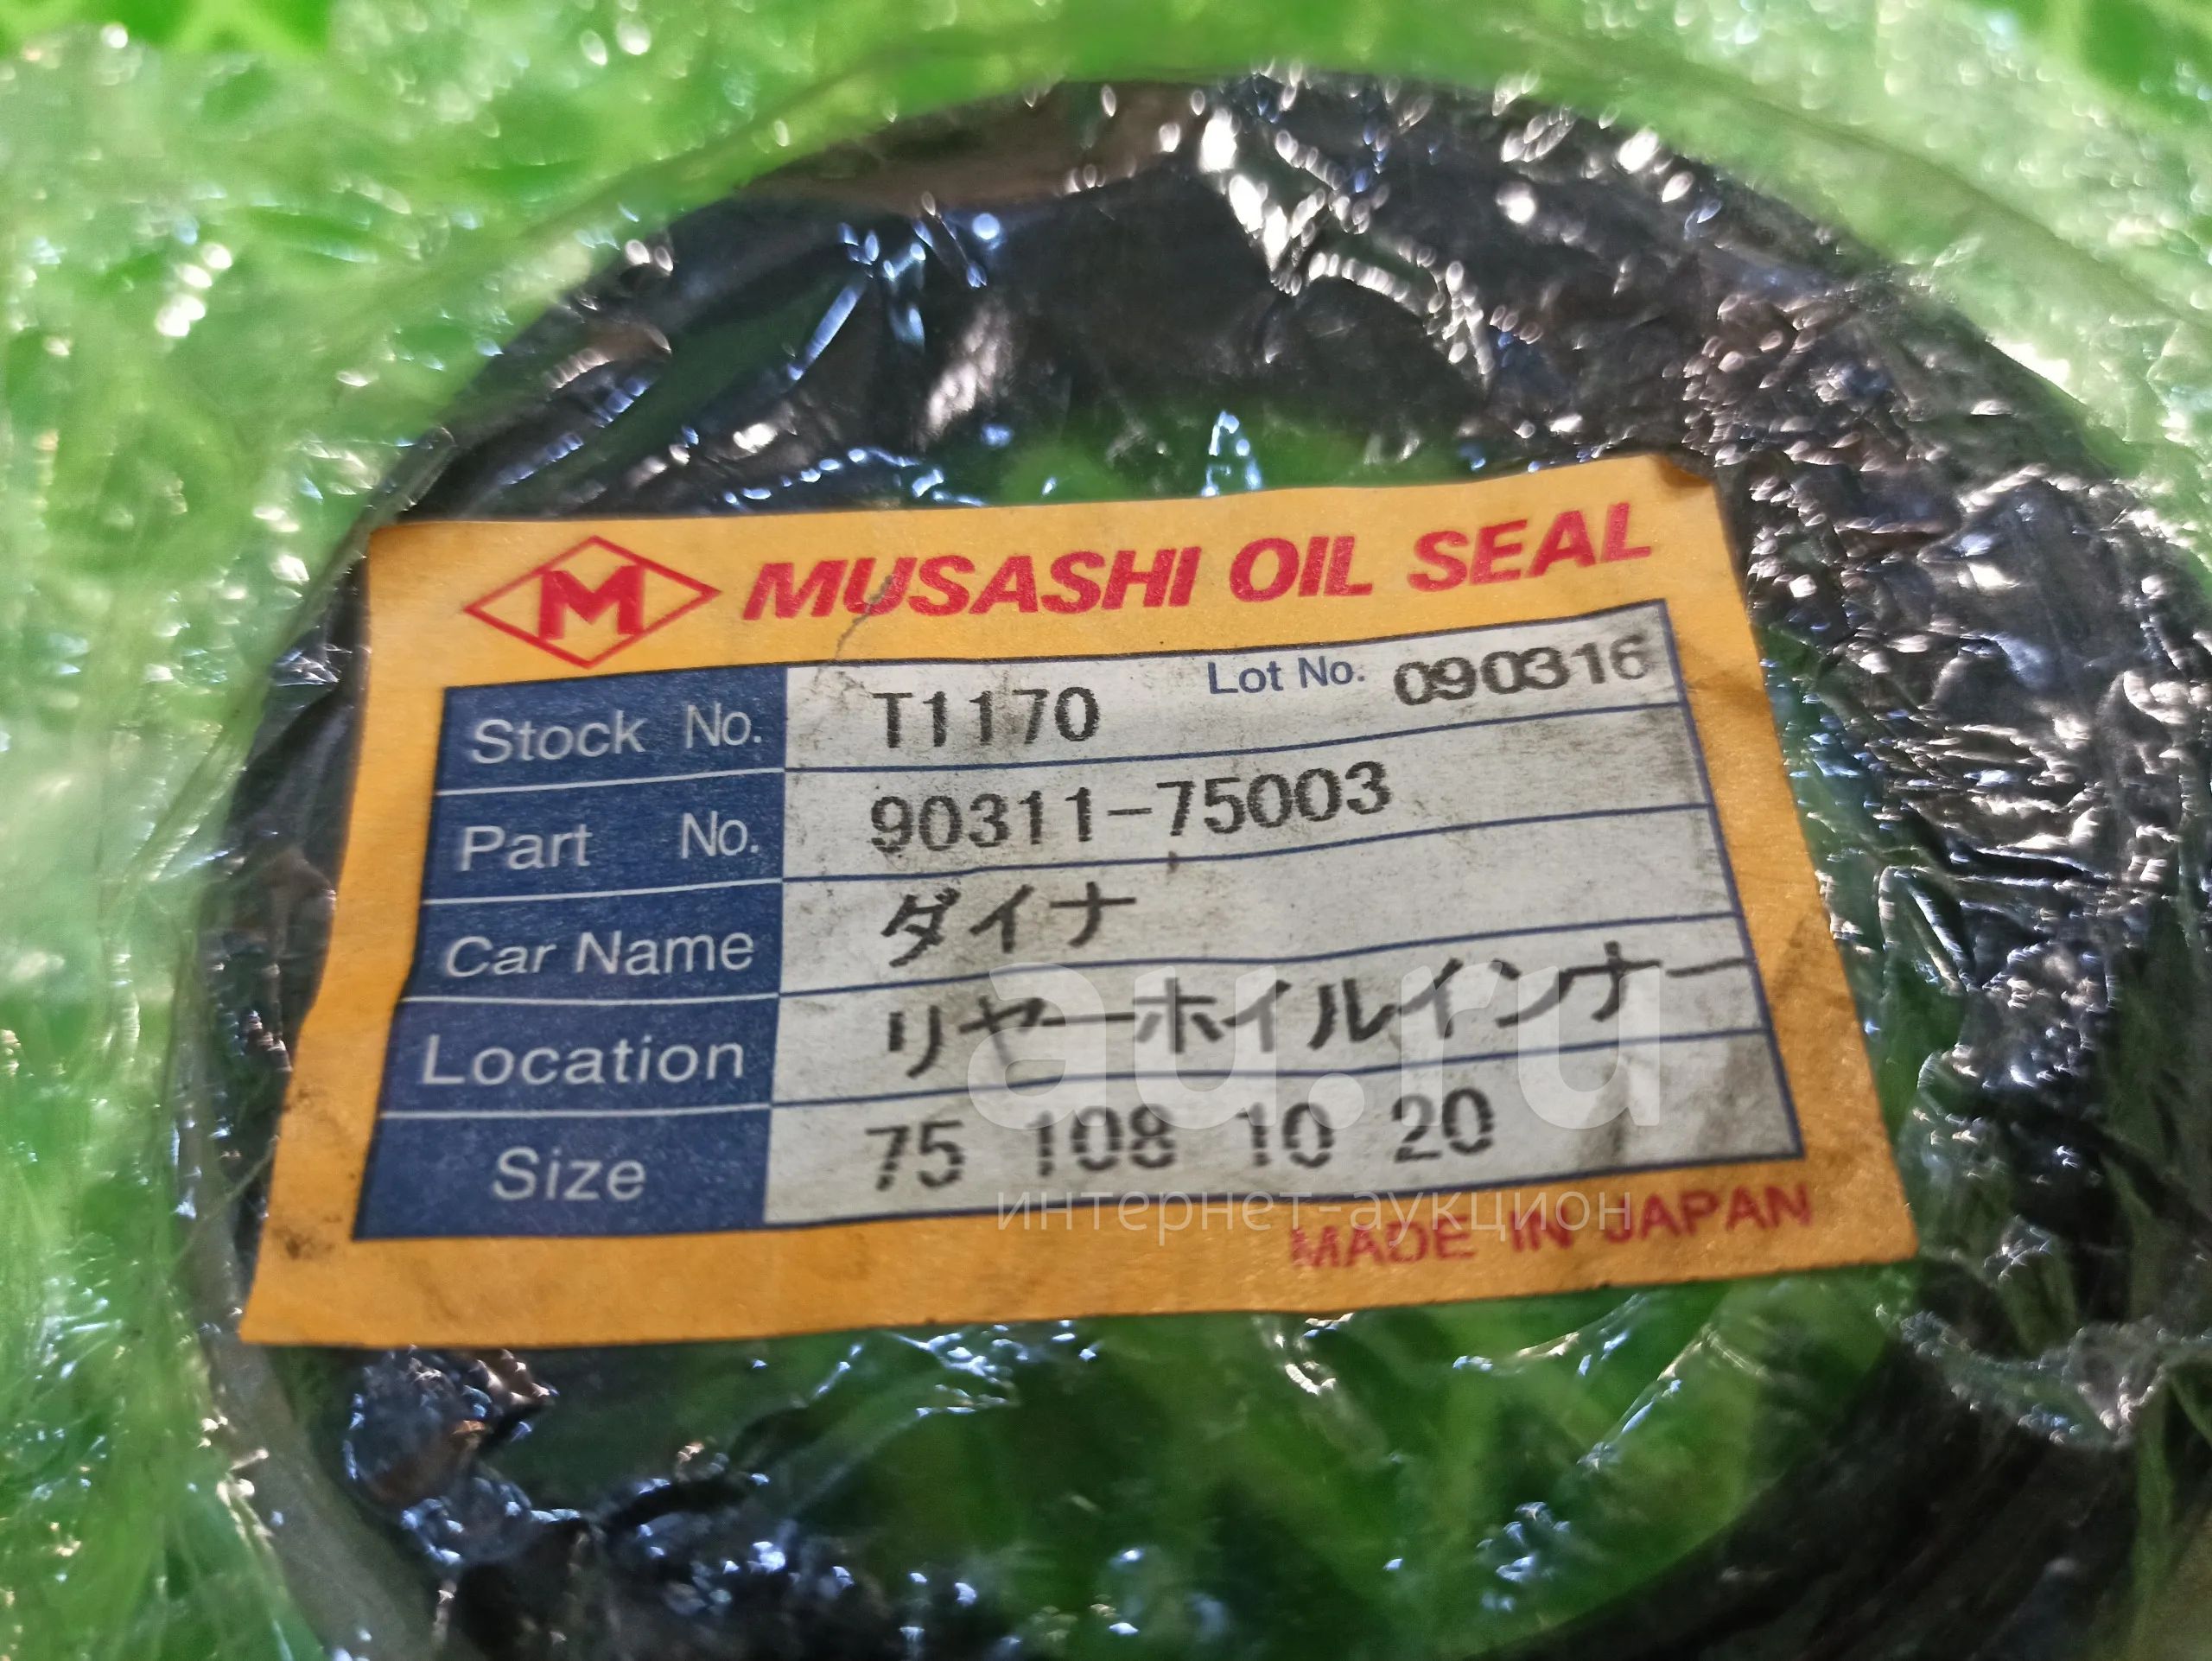 M MUSASHI OIL SEAL
Stock No. T1170 Lot No. 090316
Part No. 90311-75003
Car Name ダイナ
Location リヤーホイルインナー
Size 75 108 10 20
MADE IN JAPAN
au.ru
интернет-аукцион